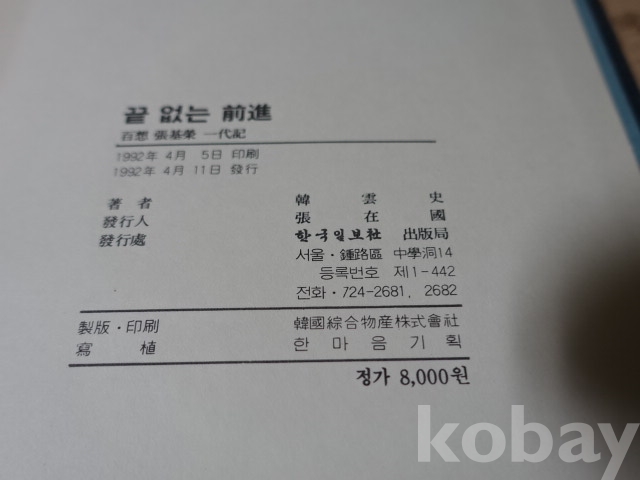 끝 없는 前進
百想 張基榮 一代記
1992年 4月 5日 印刷
1992年 4月 11日 發行
著者 韓雲史
發行人 張在國
發行處 한국일보社 出版局
서울·鍾路區 中學洞14
등록번호 제1-442
전화·724-2681, 2682
製版·印刷 韓國綜合物産株式會社
寫植 한마음기획
정가 8,000원
kobay